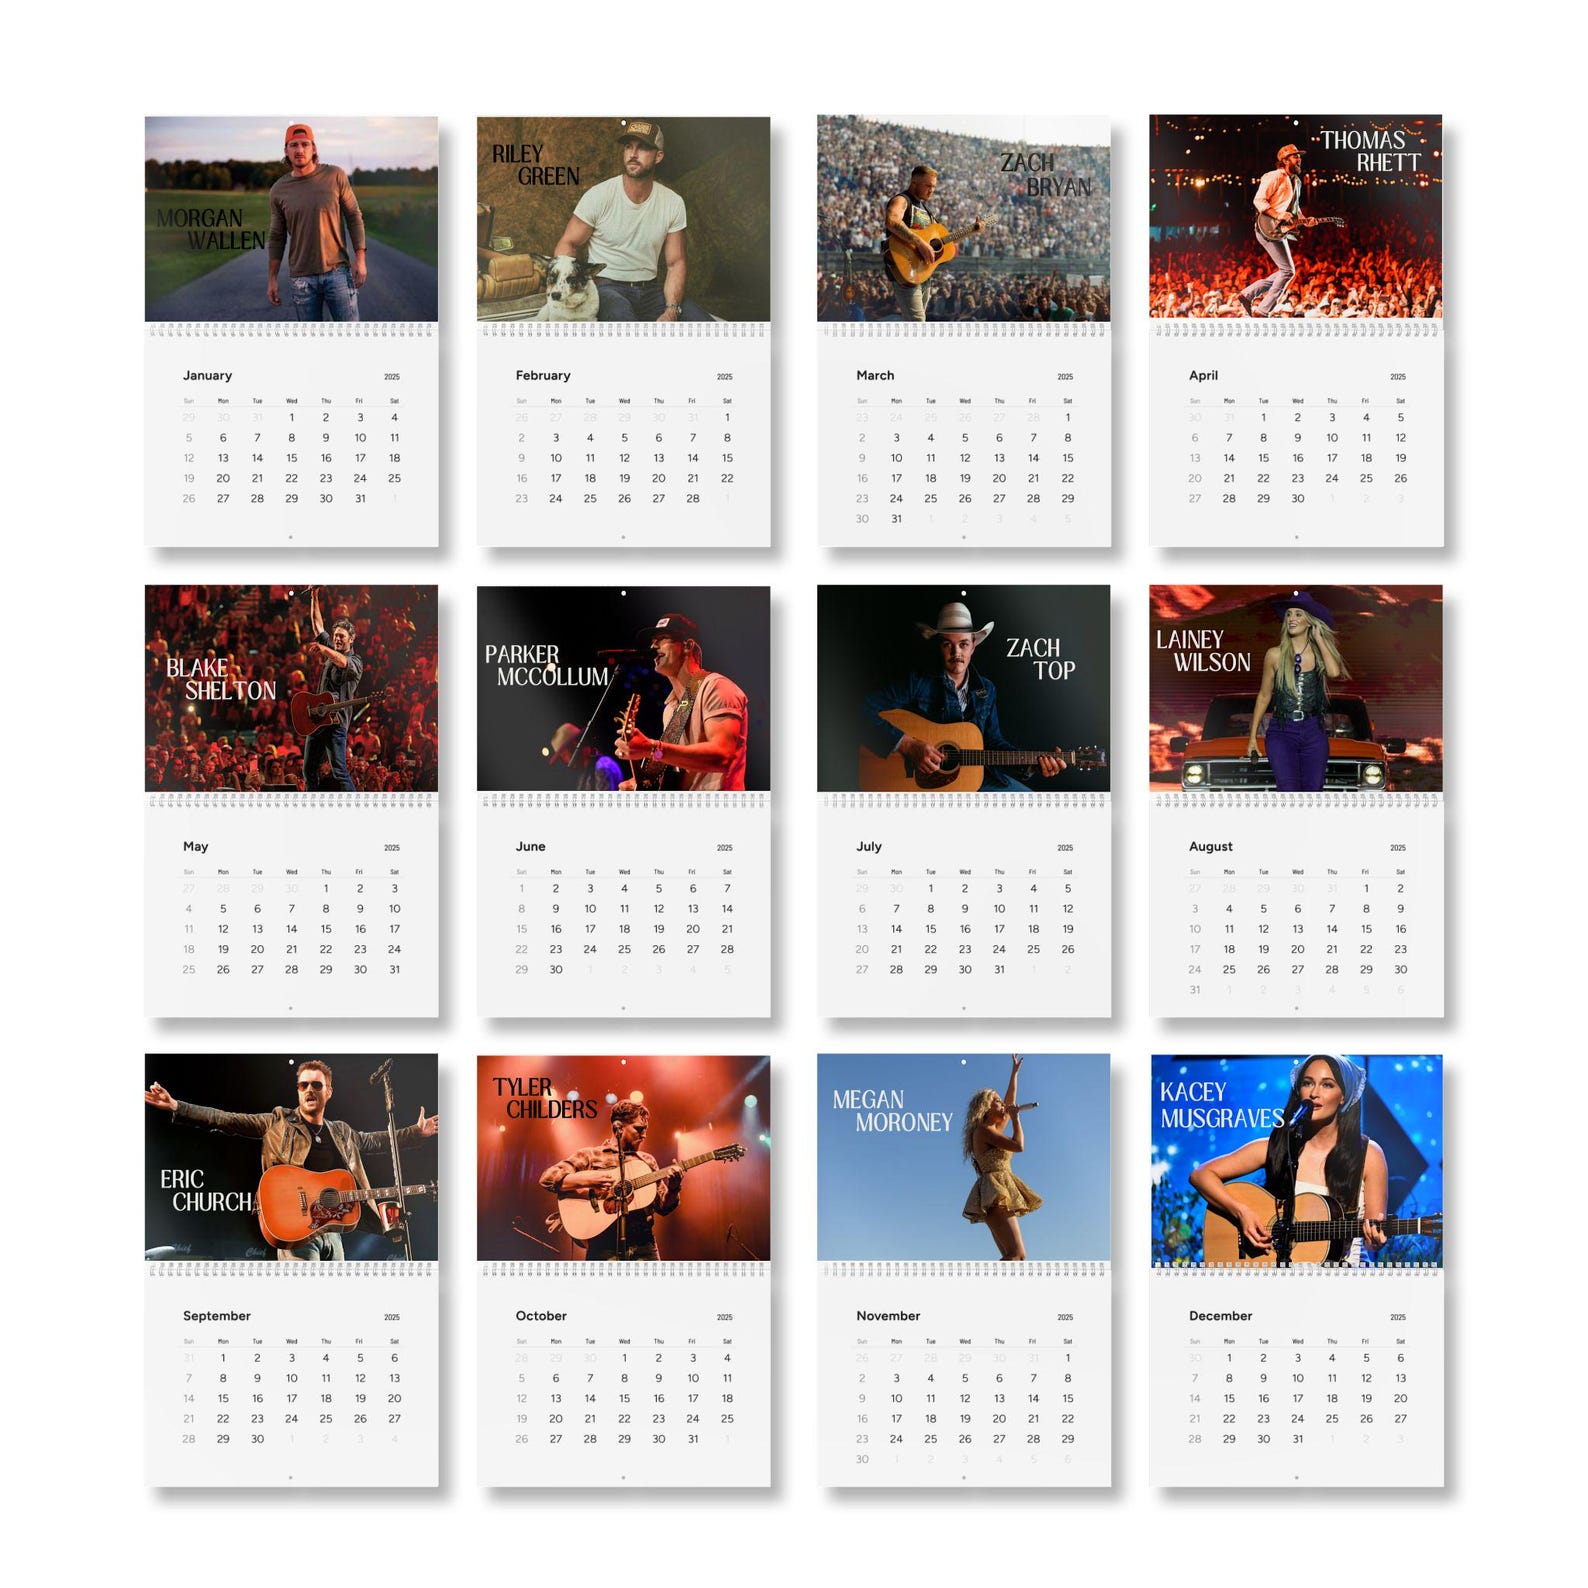 MORGAN
WALLEN
January 2025
Sun Mon Tue Wed Thu Fri Sat
29 30 31 1 2 3 4
5 6 7 8 9 10 11
12 13 14 15 16 17 18
19 20 21 22 23 24 25
26 27 28 29 30 31 1
RILEY
GREEN
February 2025
Sun Mon Tue Wed Thu Fri Sat
26 27 28 29 30 31 1
2 3 4 5 6 7 8
9 10 11 12 13 14 15
16 17 18 19 20 21 22
23 24 25 26 27 28 1
ZACH
BRYAN
March 2025
Sun Mon Tue Wed Thu Fri Sat
23 24 25 26 27 28 1
2 3 4 5 6 7 8
9 10 11 12 13 14 15
16 17 18 19 20 21 22
23 24 25 26 27 28 29
30 31 1 2 3 4 5
THOMAS
RHETT
April 2025
Sun Mon Tue Wed Thu Fri Sat
30 31 1 2 3 4 5
6 7 8 9 10 11 12
13 14 15 16 17 18 19
20 21 22 23 24 25 26
27 28 29 30 1 2 3
BLAKE
SHELTON
May 2025
Sun Mon Tue Wed Thu Fri Sat
27 28 29 30 1 2 3
4 5 6 7 8 9 10
11 12 13 14 15 16 17
18 19 20 21 22 23 24
25 26 27 28 29 30 31
PARKER
MCCOLLUM
June 2025
Sun Mon Tue Wed Thu Fri Sat
1 2 3 4 5 6 7
8 9 10 11 12 13 14
15 16 17 18 19 20 21
22 23 24 25 26 27 28
29 30 1 2 3 4 5
ZACH
TOP
July 2025
Sun Mon Tue Wed Thu Fri Sat
29 30 1 2 3 4 5
6 7 8 9 10 11 12
13 14 15 16 17 18 19
20 21 22 23 24 25 26
27 28 29 30 31 1 2
LAINEY
WILSON
August 2025
Sun Mon Tue Wed Thu Fri Sat
27 28 29 30 31 1 2
3 4 5 6 7 8 9
10 11 12 13 14 15 16
17 18 19 20 21 22 23
24 25 26 27 28 29 30
31 1 2 3 4 5 6
ERIC
CHURCH
Chief
Chief
September 2025
Sun Mon Tue Wed Thu Fri Sat
31 1 2 3 4 5 6
7 8 9 10 11 12 13
14 15 16 17 18 19 20
21 22 23 24 25 26 27
28 29 30 1 2 3 4
TYLER
CHILDERS
October 2025
Sun Mon Tue Wed Thu Fri Sat
28 29 30 1 2 3 4
5 6 7 8 9 10 11
12 13 14 15 16 17 18
19 20 21 22 23 24 25
26 27 28 29 30 31 1
MEGAN
MORONEY
November 2025
Sun Mon Tue Wed Thu Fri Sat
26 27 28 29 30 31 1
2 3 4 5 6 7 8
9 10 11 12 13 14 15
16 17 18 19 20 21 22
23 24 25 26 27 28 29
30 1 2 3 4 5 6
KACEY
MUSGRAVES
December 2025
Sun Mon Tue Wed Thu Fri Sat
30 1 2 3 4 5 6
7 8 9 10 11 12 13
14 15 16 17 18 19 20
21 22 23 24 25 26 27
28 29 30 31 1 2 3